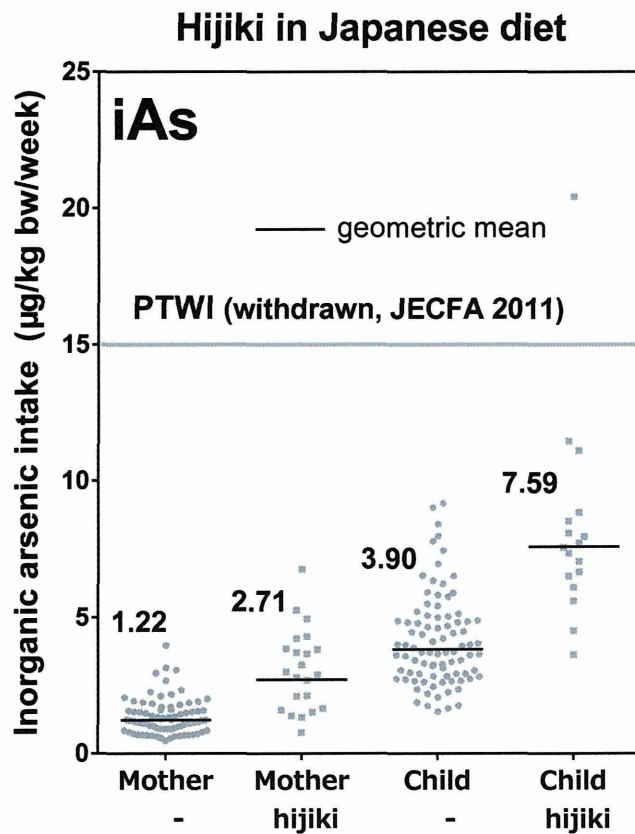 Hijiki in Japanese diet
25
iAs
20
geometric mean
PTWI (withdrawn, JECFA 2011)
15
10
7.59
3.90
5
2.71
1.22
0
Inorganic arsenic intake (µg/kg bw/week)
Mother Mother Child Child
- hijiki - hijiki